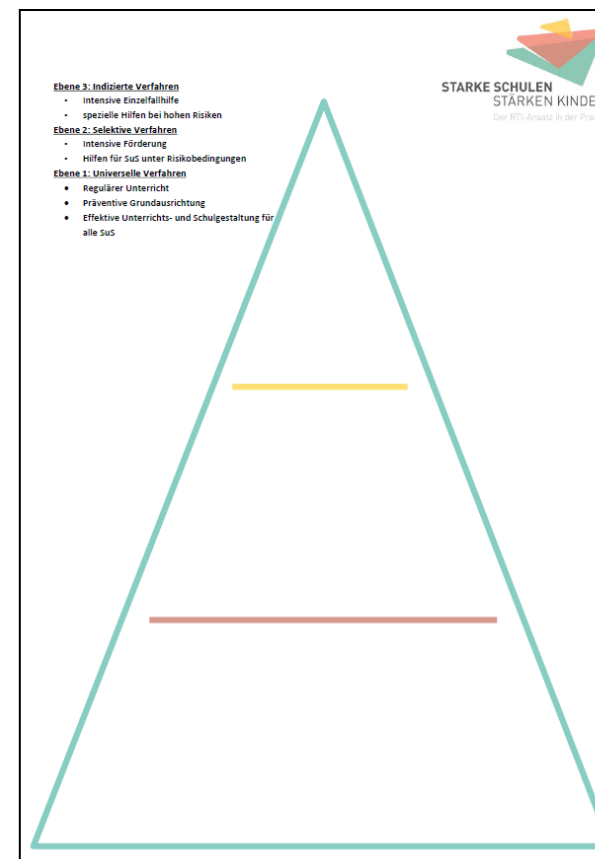 Ebene 3: Indizierte Verfahren
• Intensive Einzelfallhilfe
• spezielle Hilfen bei hohen Risiken
Ebene 2: Selektive Verfahren
• Intensive Förderung
• Hilfen für SuS unter Risikobedingungen
Ebene 1: Universelle Verfahren
• Regulärer Unterricht
• Präventive Grundausrichtung
• Effektive Unterrichts- und Schulgestaltung für
alle SuS
STARKE SCHULEN
STÄRKEN KINDE
Der RTI-Ansatz in der Pra